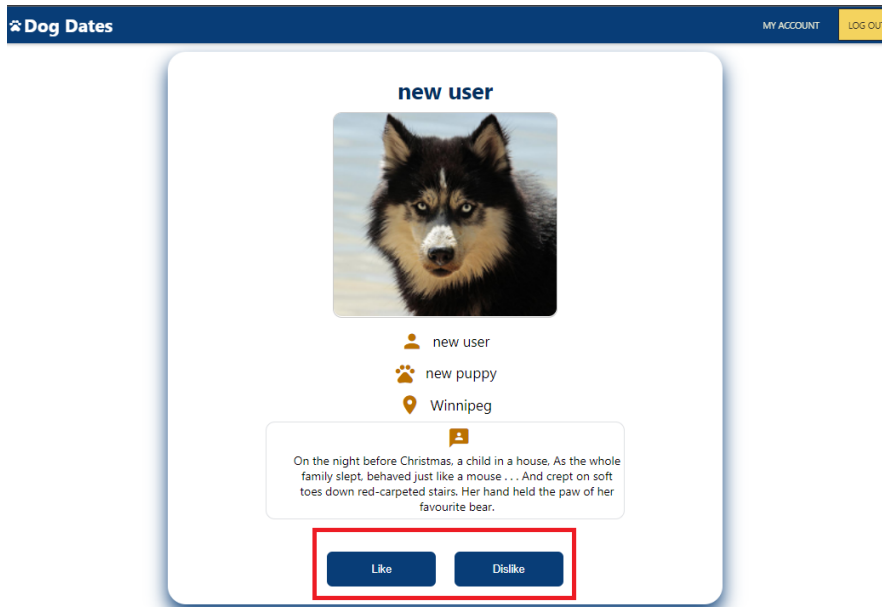 Dog Dates
MY ACCOUNT
LOG OUT
new user
new user
new puppy
Winnipeg
On the night before Christmas, a child in a house, As the whole
family slept, behaved just like a mouse . . . And crept on soft
toes down red-carpeted stairs. Her hand held the paw of her
favourite bear.
Like
Dislike